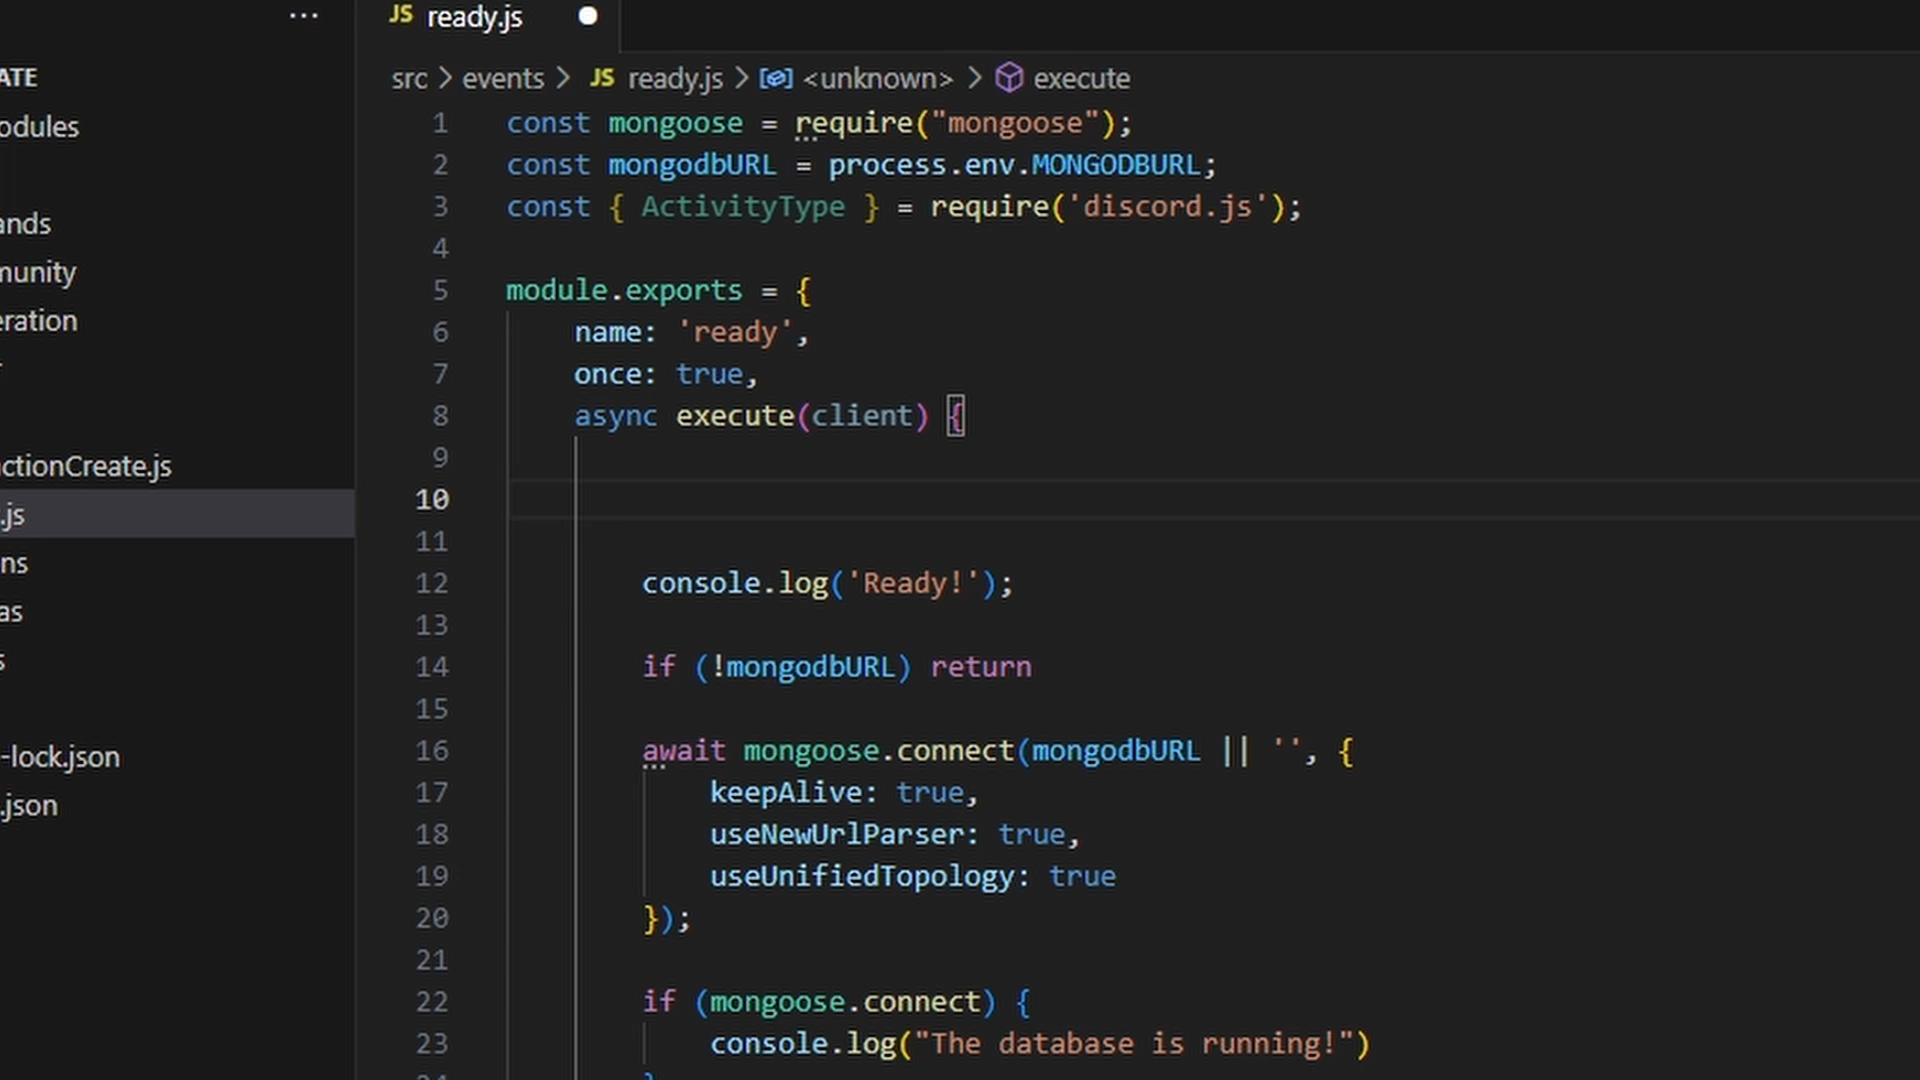 ...
JS ready.js
ATE
odules
ands
munity
eration
r
ctionCreate.js
.js
ns
as
s
-lock.json
.json
src > events > JS ready.js > <unknown> > execute
1 const mongoose = require("mongoose");
2 const mongodbURL = process.env.MONGODBURL;
3 const { ActivityType } = require('discord.js');
4
5 module.exports = {
6 name: 'ready',
7 once: true,
8 async execute(client) {
9
10
11
12 console.log('Ready!');
13
14 if (!mongodbURL) return
15
16 await mongoose.connect(mongodbURL || '', {
17 keepAlive: true,
18 useNewUrlParser: true,
19 useUnifiedTopology: true
20 });
21
22 if (mongoose.connect) {
23 console.log("The database is running!")
24 }